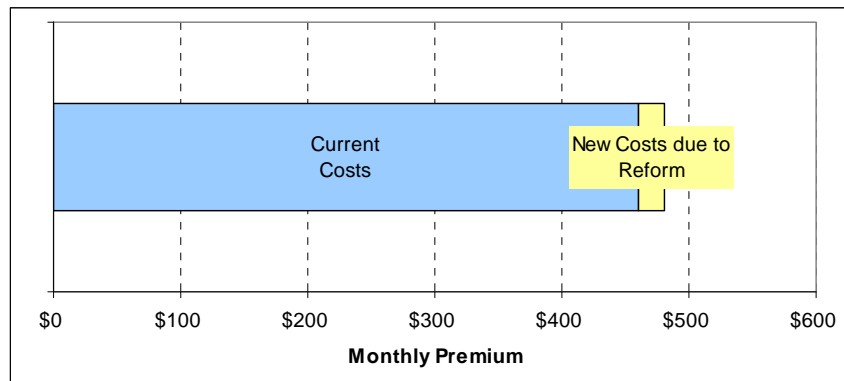 Current
Costs
New Costs due to
Reform
$0 $100 $200 $300 $400 $500 $600
Monthly Premium